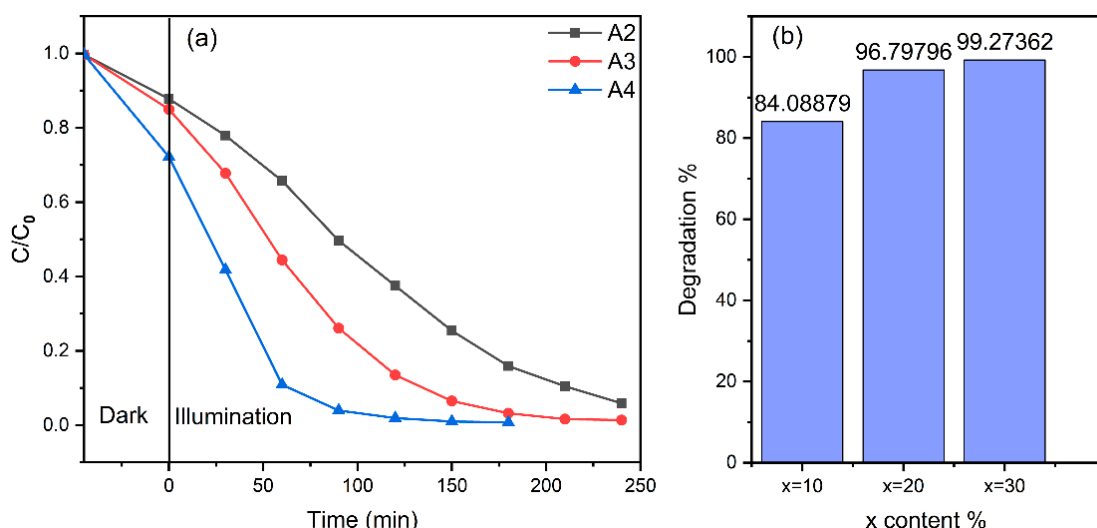 (a)
A2
A3
A4
1.0
0.8
0.6
0.4
0.2
0.0
C/C₀
Dark
Illumination
0
50
100
150
200
250
Time (min)
(b)
84.08879
96.79796
99.27362
100
80
60
40
20
0
Degradation %
x=10
x=20
x=30
x content %